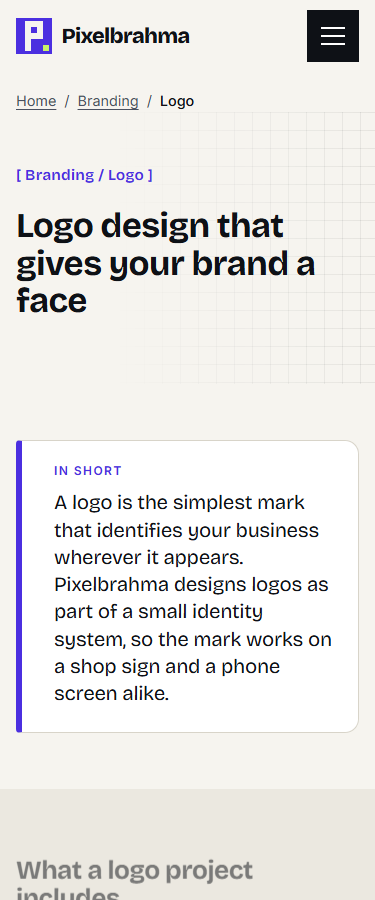 Pixelbrahma
Home / Branding / Logo
[ Branding / Logo ]
Logo design that
gives your brand a
face
IN SHORT
A logo is the simplest mark
that identifies your business
wherever it appears.
Pixelbrahma designs logos as
part of a small identity
system, so the mark works on
a shop sign and a phone
screen alike.
What a logo project
includes